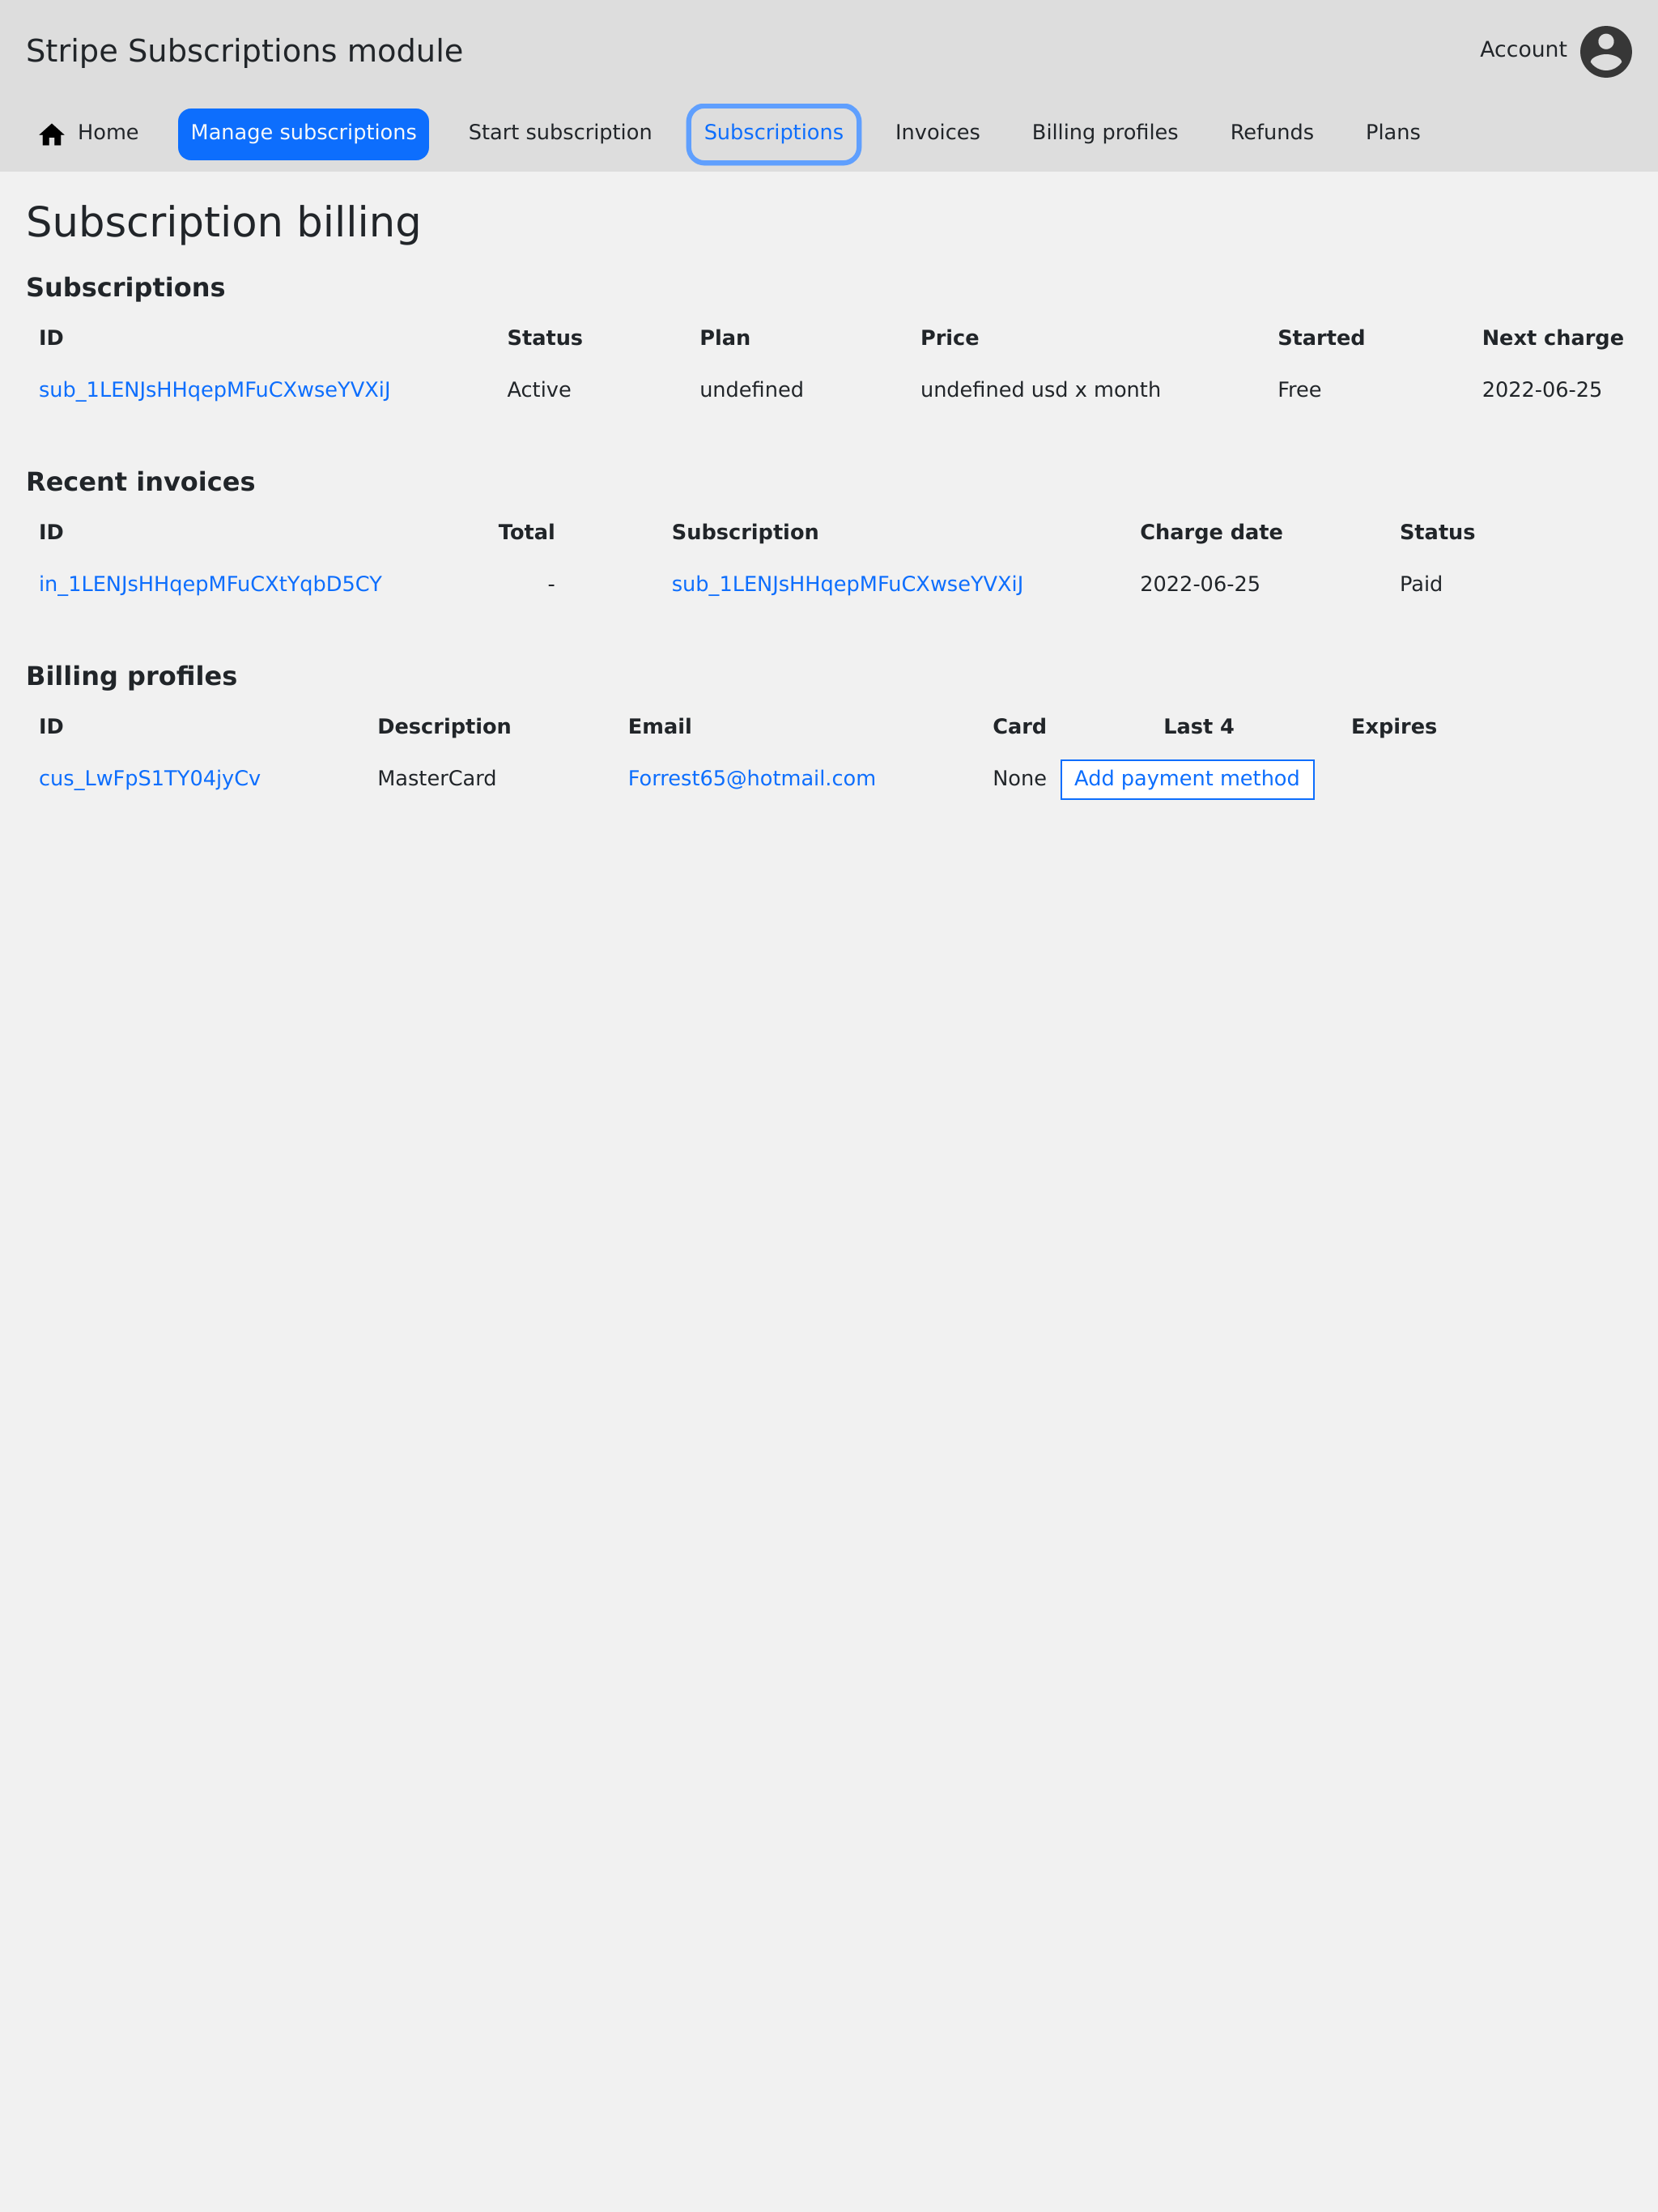 Stripe Subscriptions module
Account
Home Manage subscriptions Start subscription Subscriptions Invoices Billing profiles Refunds Plans
Subscription billing
Subscriptions
ID Status Plan Price Started Next charge
sub_1LENJsHHqepMFuCXwseYVXiJ Active undefined undefined usd x month Free 2022-06-25
Recent invoices
ID Total Subscription Charge date Status
in_1LENJsHHqepMFuCXtYqbD5CY - sub_1LENJsHHqepMFuCXwseYVXiJ 2022-06-25 Paid
Billing profiles
ID Description Email Card Last 4 Expires
cus_LwFpS1TY04jyCv MasterCard Forrest65@hotmail.com None Add payment method